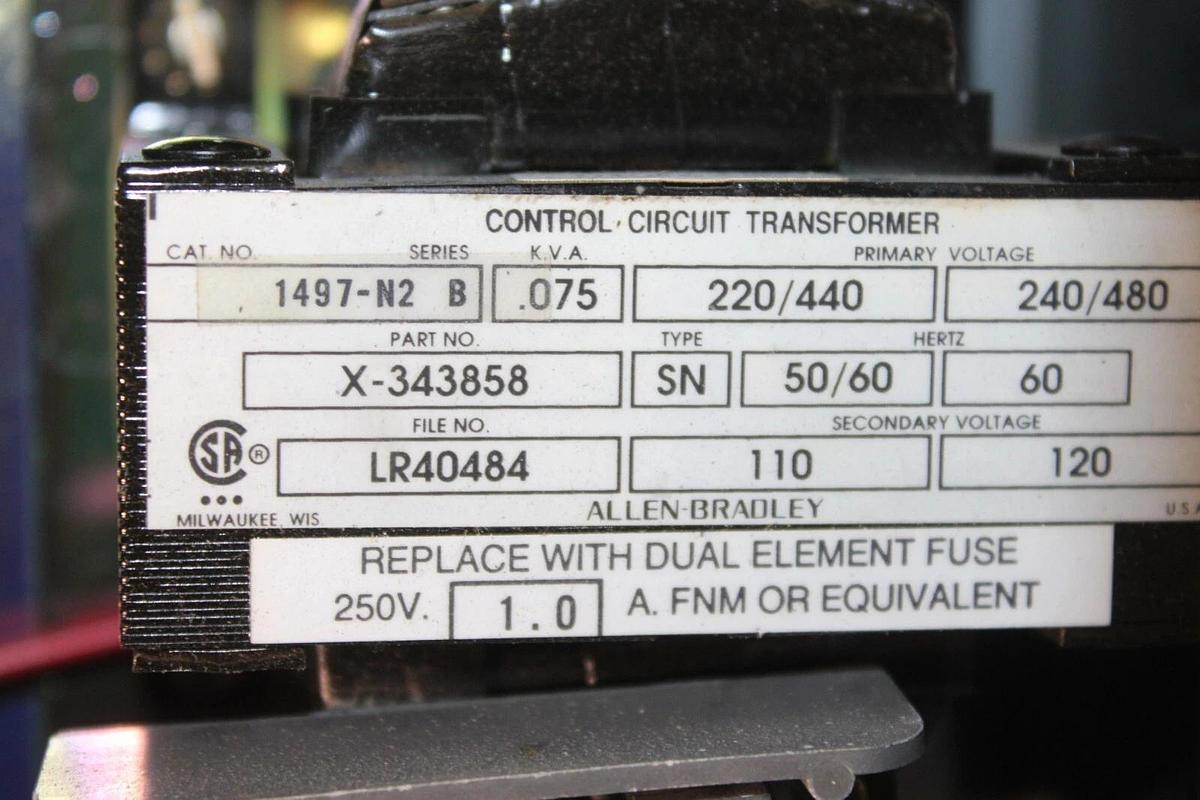 CONTROL CIRCUIT TRANSFORMER
CAT. NO. SERIES K.V.A. PRIMARY VOLTAGE
1497-N2 B .075 220/440 240/480
PART NO. TYPE HERTZ
X-343858 SN 50/60 60
FILE NO. SECONDARY VOLTAGE
SA ® LR40484 110 120
MILWAUKEE, WIS ALLEN-BRADLEY U.S.A
REPLACE WITH DUAL ELEMENT FUSE
250V. 1.0 A. FNM OR EQUIVALENT